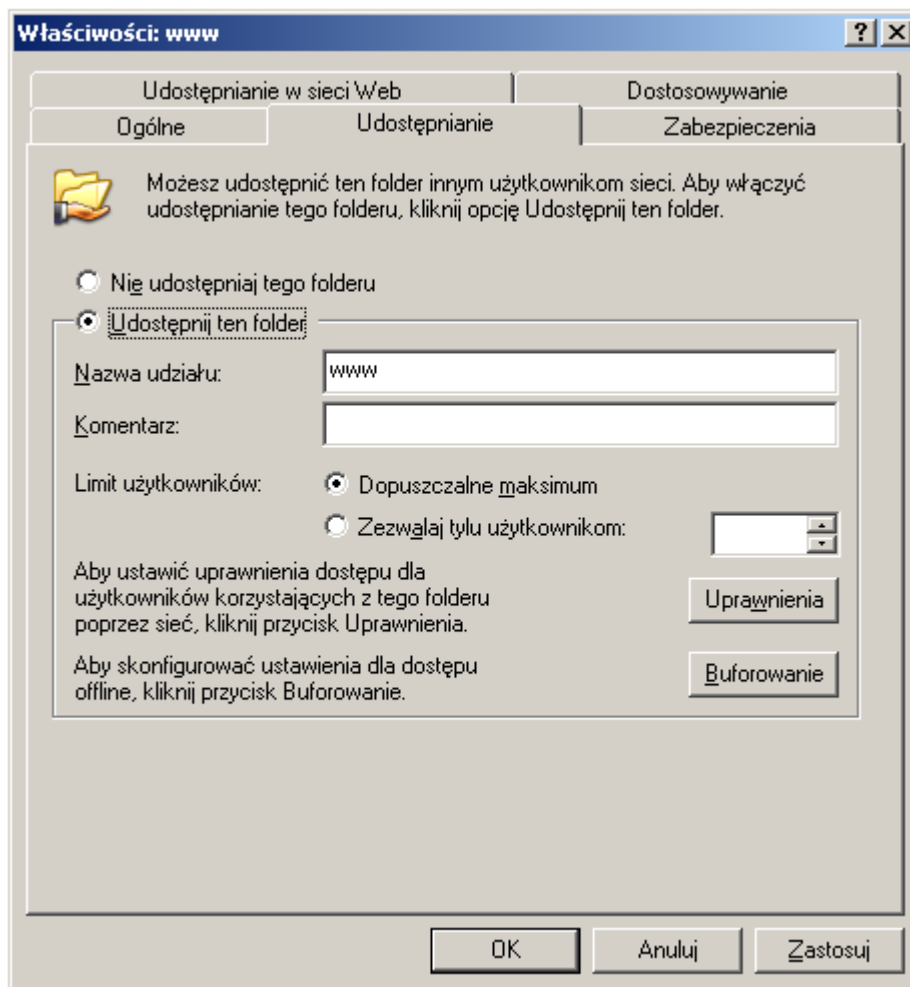 Właściwości: www
Udostępnianie w sieci Web
Dostosowywanie
Ogólne
Udostępnianie
Zabezpieczenia
Możesz udostępnić ten folder innym użytkownikom sieci. Aby włączyć
udostępnianie tego folderu, kliknij opcję Udostępnij ten folder.
Nie udostępniaj tego folderu
Udostępnij ten folder
Nazwa udziału:
www
Komentarz:
Limit użytkowników:
Dopuszczalne maksimum
Zezwalaj tylu użytkownikom:
Aby ustawić uprawnienia dostępu dla
użytkowników korzystających z tego folderu
poprzez sieć, kliknij przycisk Uprawnienia.
Uprawnienia
Aby skonfigurować ustawienia dla dostępu
offline, kliknij przycisk Buforowanie.
Buforowanie
OK
Anuluj
Zastosuj